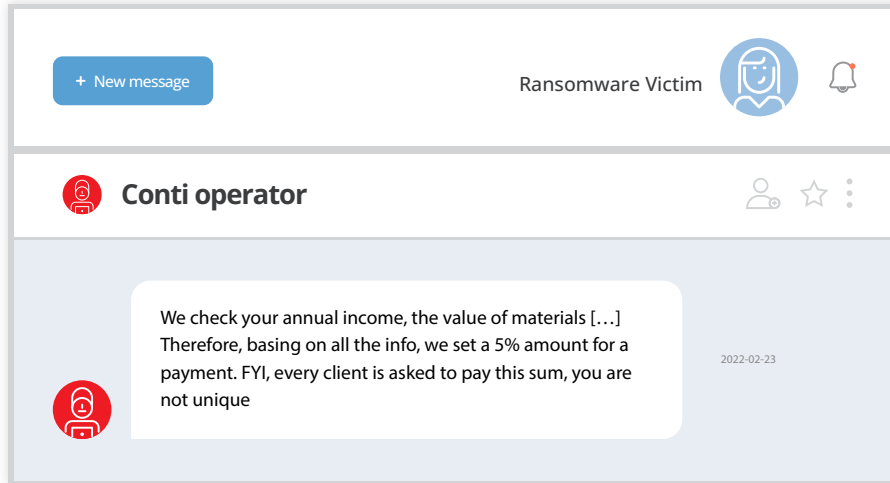 + New message
Ransomware Victim
Conti operator
We check your annual income, the value of materials […]
Therefore, basing on all the info, we set a 5% amount for a
payment. FYI, every client is asked to pay this sum, you are
not unique
2022-02-23